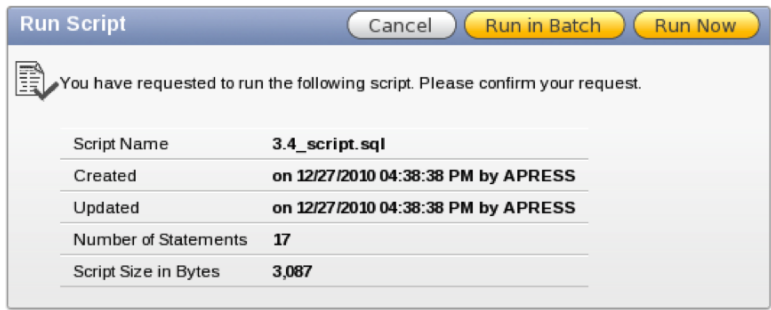 Run Script Cancel Run in Batch Run Now
You have requested to run the following script. Please confirm your request.
Script Name 3.4_script.sql
Created on 12/27/2010 04:38:38 PM by APRESS
Updated on 12/27/2010 04:38:38 PM by APRESS
Number of Statements 17
Script Size in Bytes 3,087